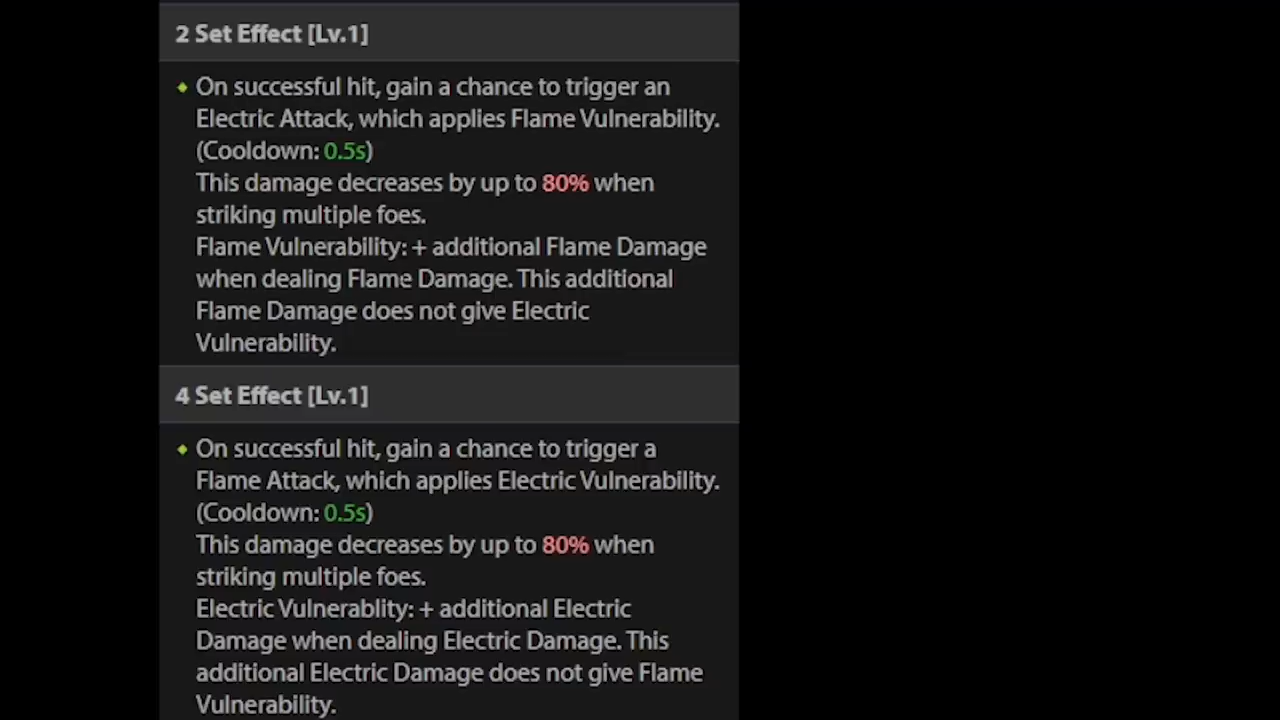 2 Set Effect [Lv.1]
On successful hit, gain a chance to trigger an
Electric Attack, which applies Flame Vulnerability.
(Cooldown: 0.5s)
This damage decreases by up to 80% when
striking multiple foes.
Flame Vulnerability: + additional Flame Damage
when dealing Flame Damage. This additional
Flame Damage does not give Electric
Vulnerability.
4 Set Effect [Lv.1]
On successful hit, gain a chance to trigger a
Flame Attack, which applies Electric Vulnerability.
(Cooldown: 0.5s)
This damage decreases by up to 80% when
striking multiple foes.
Electric Vulnerablity: + additional Electric
Damage when dealing Electric Damage. This
additional Electric Damage does not give Flame
Vulnerability.